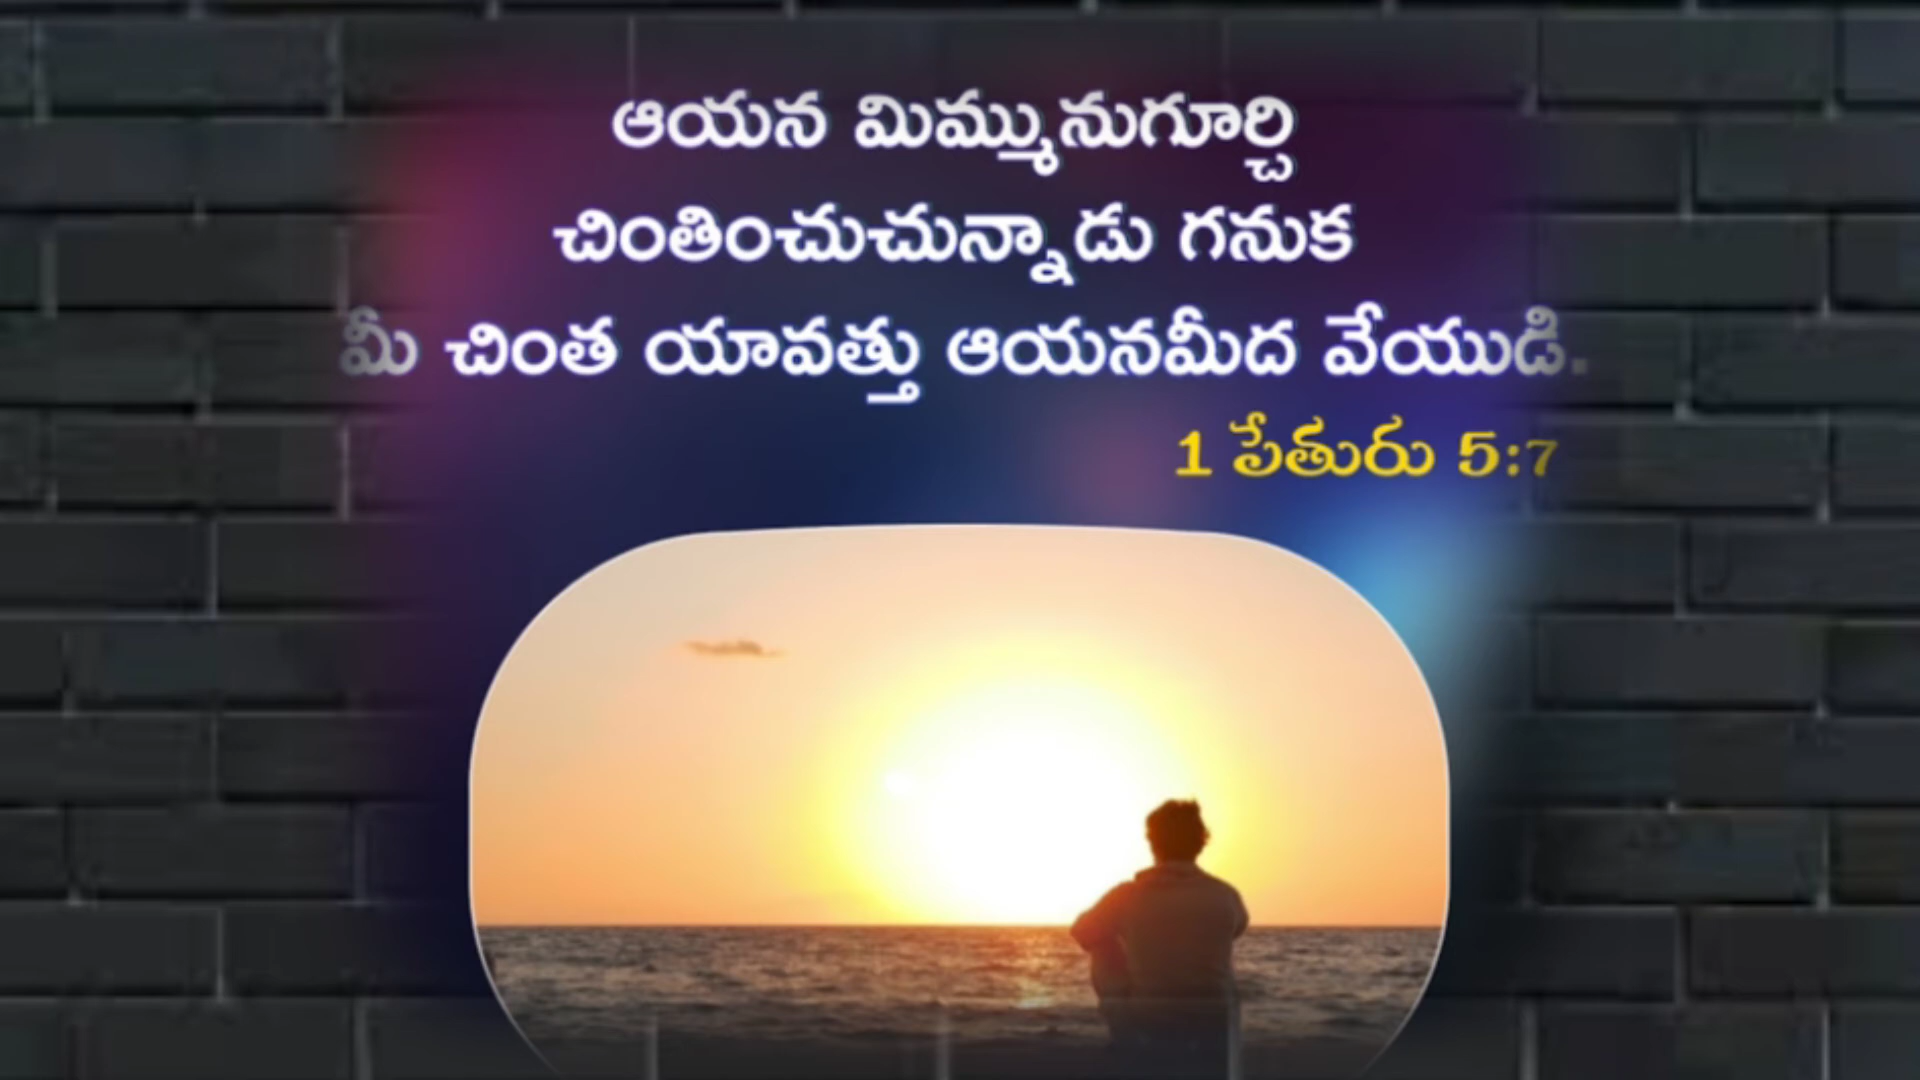 ఆయన మిమ్మునుగూర్చి
చింతించుచున్నాడు గనుక
మీ చింత యావత్తు ఆయనమీద వేయుడి.
1 పేతురు 5:7